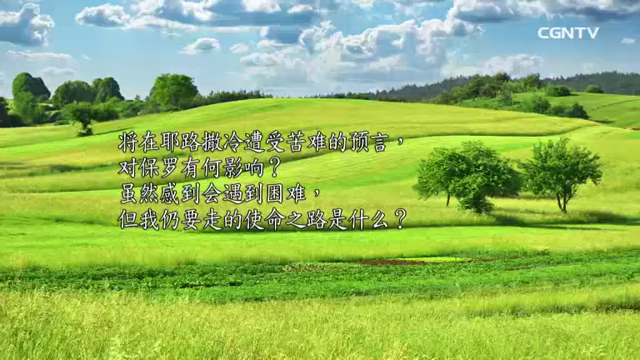 CGNTV
将在耶路撒冷遭受苦难的预言，
对保罗有何影响？
虽然感到会遇到困难，
但我仍要走的使命之路是什么？